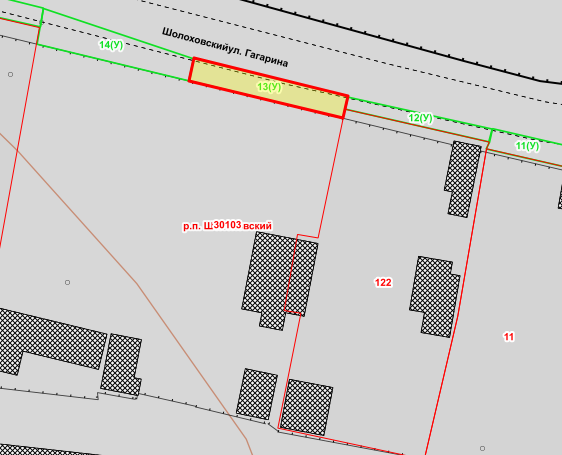 Шолоховскийул. Гагарина
14(У)
13(У)
12(У)
11(У)
р.п. Ш30103вский
122
11